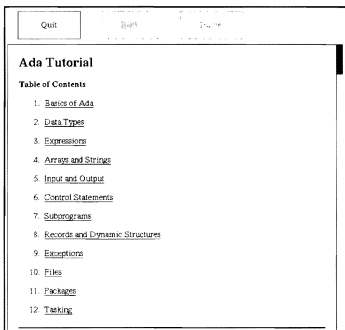 Quit
Ada Tutorial
Table of Contents
1. Basics of Ada
2. Data Types
3. Expressions
4. Arrays and Strings
5. Input and Output
6. Control Statements
7. Subprograms
8. Records and Dynamic Structures
9. Exceptions
10. Files
11. Packages
12. Tasking